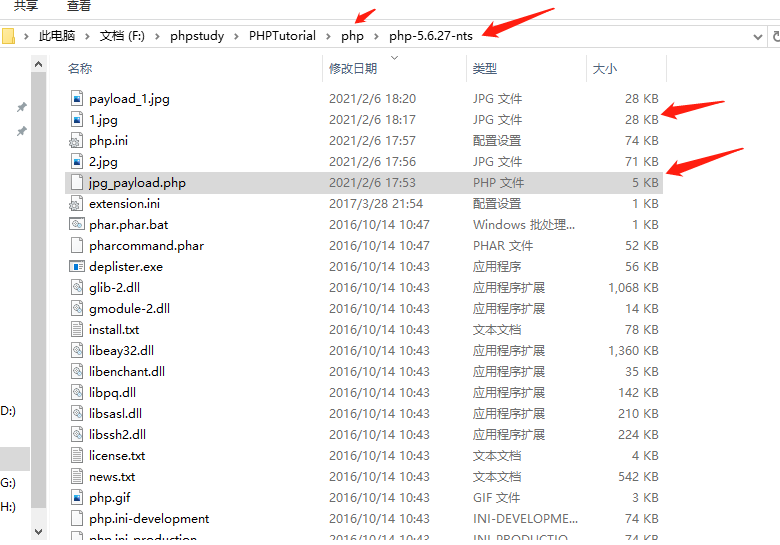 共享 查看
此电脑 文档 (F:) phpstudy PHPTutorial php php-5.6.27-nts
名称 修改日期 类型 大小
payload_1.jpg 2021/2/6 18:20 JPG 文件 28 KB
1.jpg 2021/2/6 18:17 JPG 文件 28 KB
php.ini 2021/2/6 17:57 配置设置 74 KB
2.jpg 2021/2/6 17:56 JPG 文件 71 KB
jpg_payload.php 2021/2/6 17:53 PHP 文件 5 KB
extension.ini 2017/3/28 21:54 配置设置 1 KB
phar.phar.bat 2016/10/14 10:47 Windows 批处理... 1 KB
pharcommand.phar 2016/10/14 10:47 PHAR 文件 52 KB
deplister.exe 2016/10/14 10:43 应用程序 56 KB
glib-2.dll 2016/10/14 10:43 应用程序扩展 1,068 KB
gmodule-2.dll 2016/10/14 10:43 应用程序扩展 14 KB
install.txt 2016/10/14 10:43 文本文档 78 KB
libeay32.dll 2016/10/14 10:43 应用程序扩展 1,360 KB
libenchant.dll 2016/10/14 10:43 应用程序扩展 35 KB
libpq.dll 2016/10/14 10:43 应用程序扩展 142 KB
D:)
libsasl.dll 2016/10/14 10:43 应用程序扩展 210 KB
libssh2.dll 2016/10/14 10:43 应用程序扩展 224 KB
license.txt 2016/10/14 10:43 文本文档 4 KB
news.txt 2016/10/14 10:43 文本文档 542 KB
G:)
php.gif 2016/10/14 10:43 GIF 文件 3 KB
H:)
php.ini-development 2016/10/14 10:43 INI-DEVELOPME... 74 KB
php.ini-production 2016/10/14 10:43 INI-PRODUCTIO... 74 KB